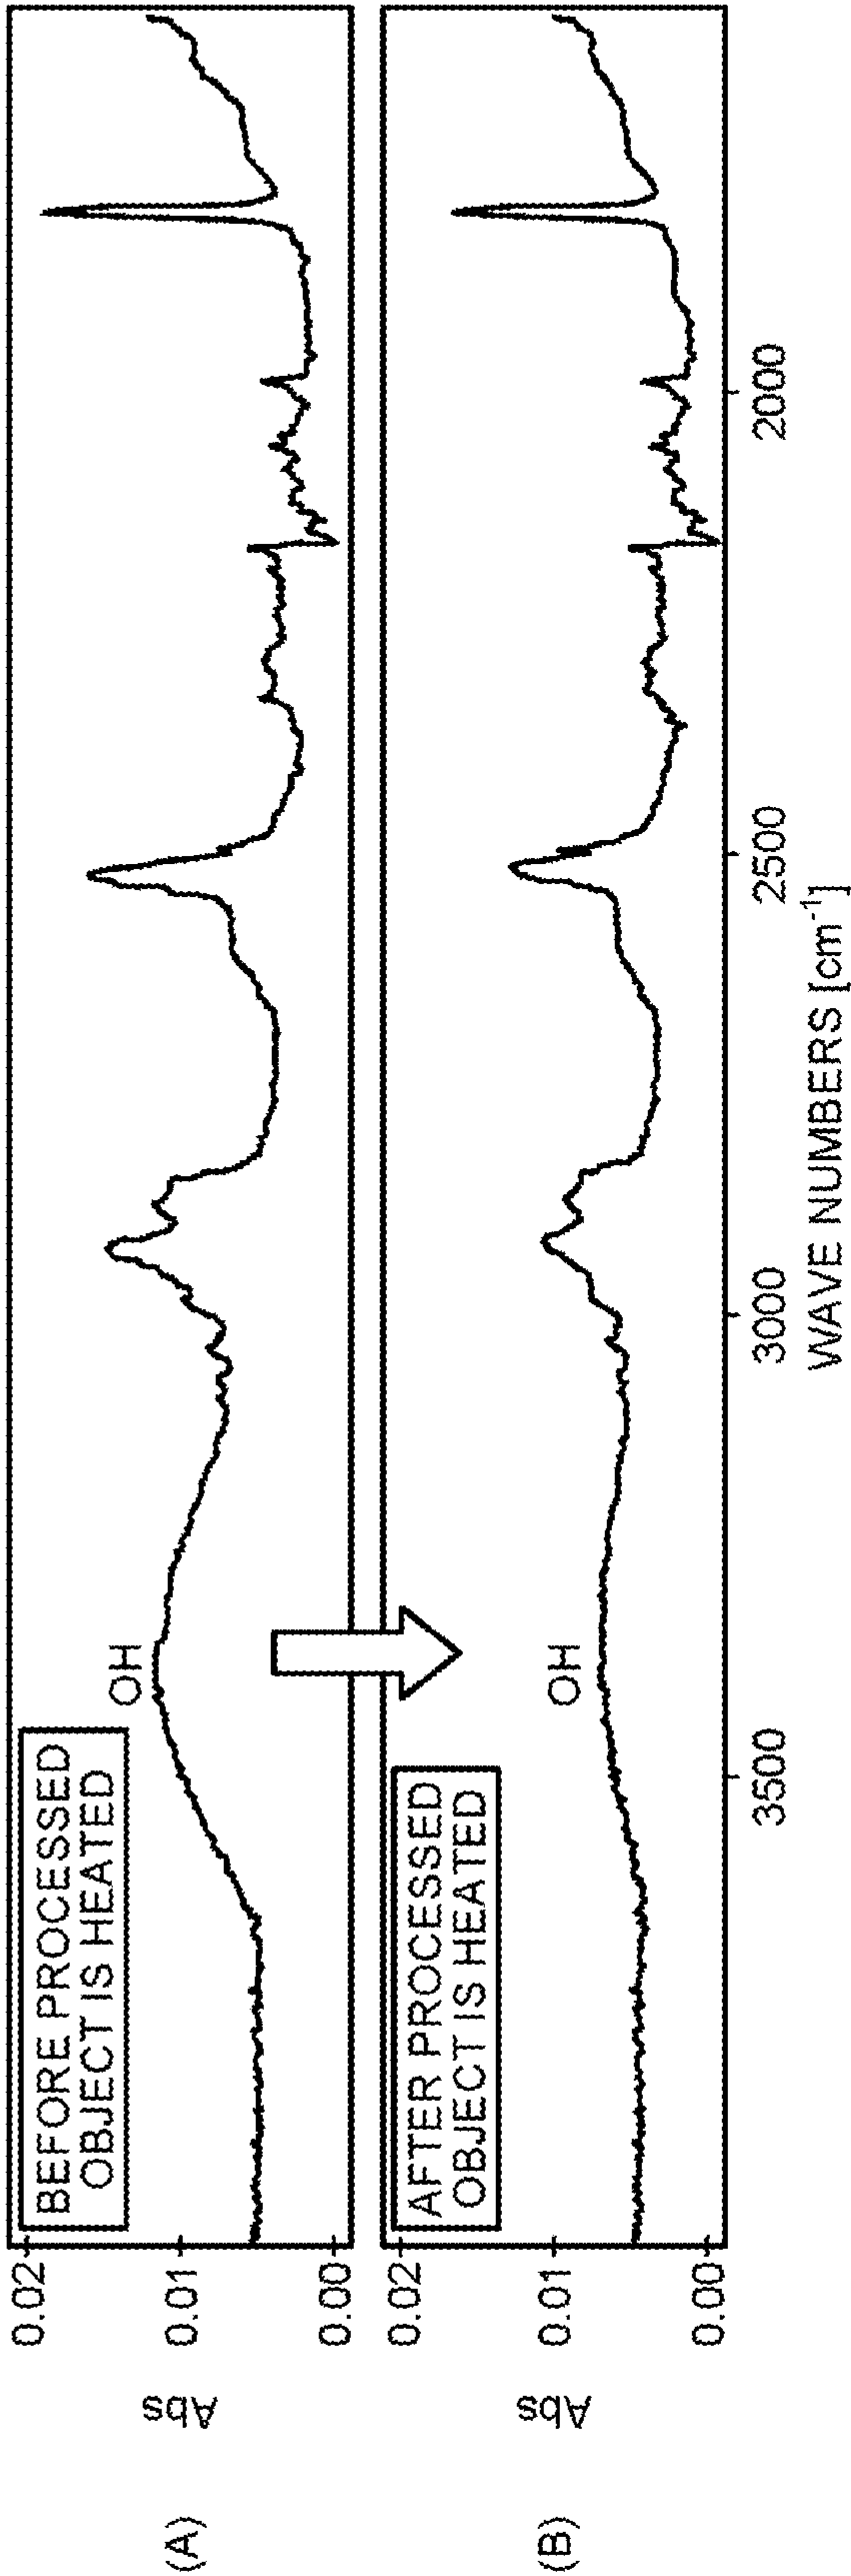 (A)
Abs
0.02
0.01
0.00
BEFORE PROCESSED
OBJECT IS HEATED
OH
(B)
Abs
0.02
0.01
0.00
AFTER PROCESSED
OBJECT IS HEATED
OH
3500
3000
2500
2000
WAVE NUMBERS [cm⁻¹]